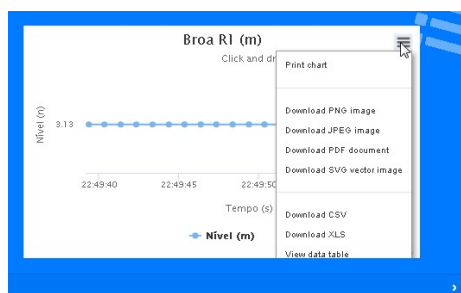 Broa R1 (m)
Click and dr
Print chart
Download PNG image
Download JPEG image
Download PDF document
Download SVG vector image
Download CSV
Download XLS
View data table
Nível (n)
3.13
22:49:40
22:49:45
22:49:50
Tempo (s)
Nível (m)